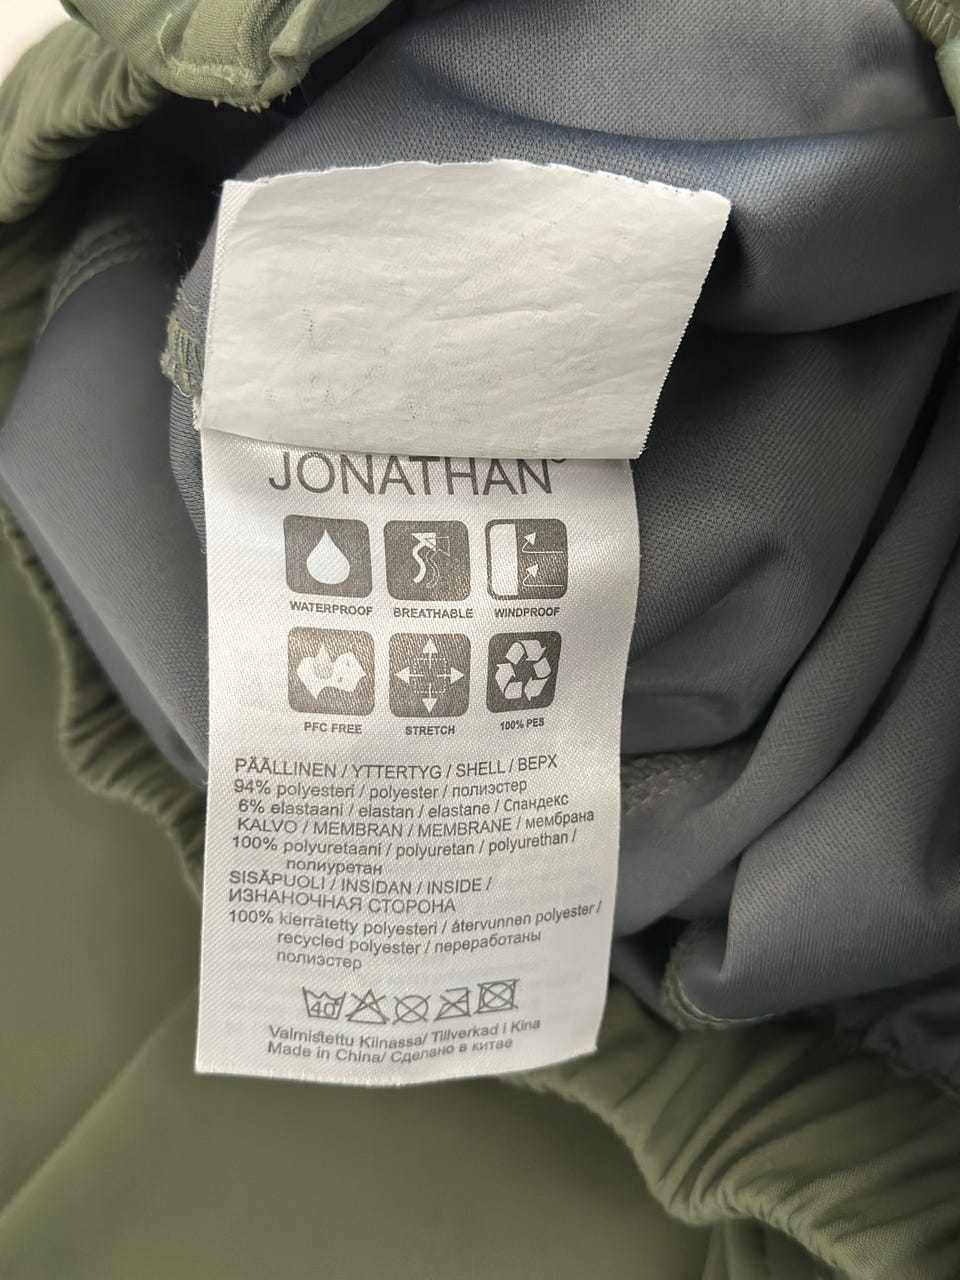 JONATHAN
WATERPROOF BREATHABLE WINDPROOF
PFC FREE STRETCH 100% PES
PÄÄLLINEN / YTTERTYG / SHELL / ВЕРХ
94% polyesteri / polyester / полиэстер
6% elastaani / elastan / elastane / Спандекс
KALVO / MEMBRAN / MEMBRANE / мембрана
100% polyuretaani / polyuretan / polyurethan /
полиуретан
SISÄPUOLI / INSIDAN / INSIDE /
ИЗНАНОЧНАЯ СТОРОНА
100% kierrätetty polyesteri / återvunnen polyester /
recycled polyester / переработаны
полиэстер
40
Valmistettu Kiinassa/ Tillverkad i Kina
Made in China/ Сделано в китае